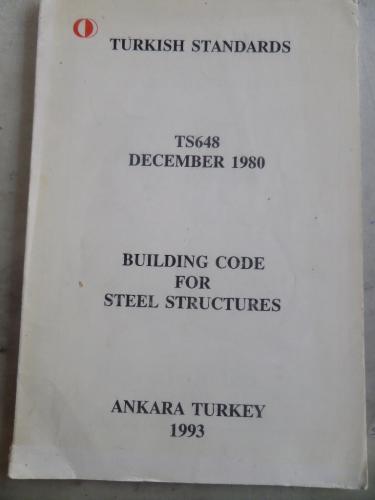 TURKISH STANDARDS
TS648
DECEMBER 1980
BUILDING CODE
FOR
STEEL STRUCTURES
ANKARA TURKEY
1993